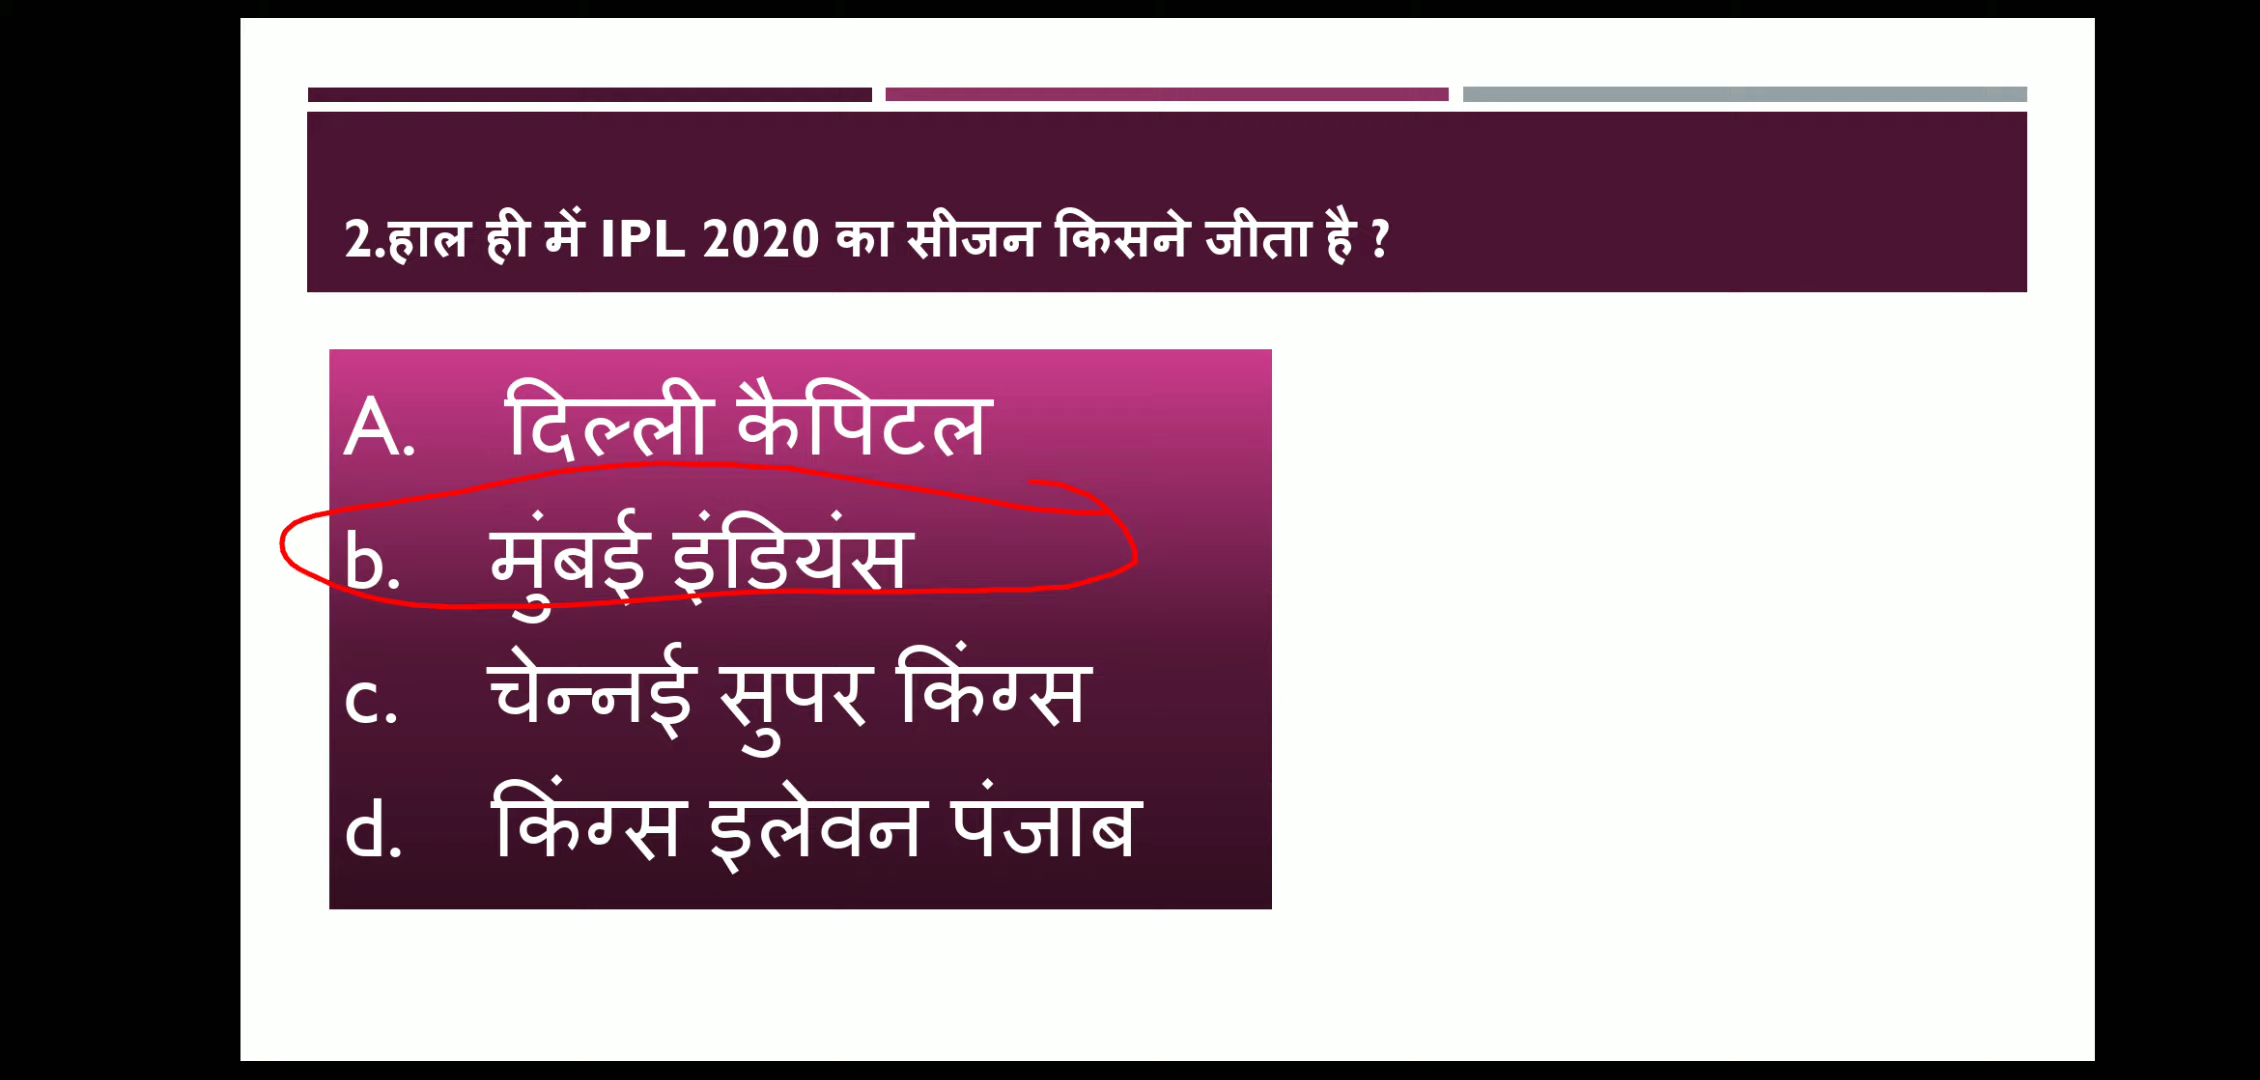 2.हाल ही में IPL 2020 का सीजन किसने जीता है ?
A. दिल्ली कैपिटल
b. मुंबई इंडियंस
c. चेन्नई सुपर किंग्स
d. किंग्स इलेवन पंजाब